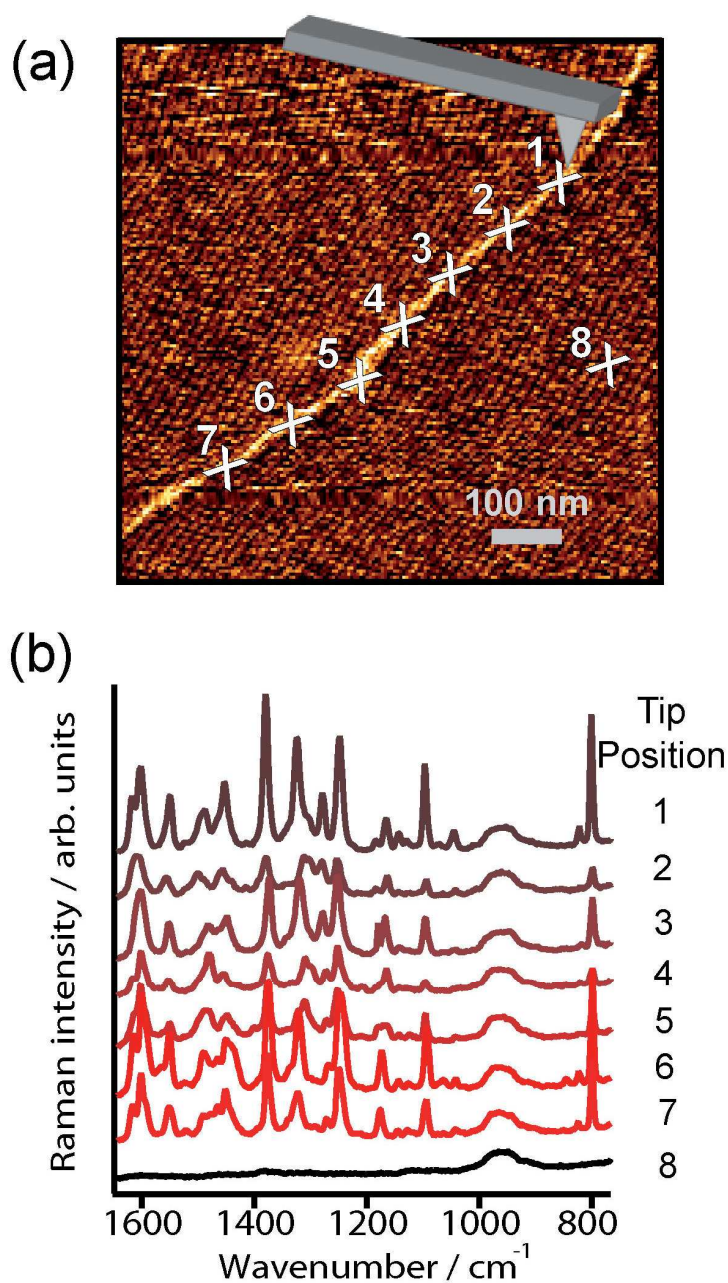 (a)
1
2
3
4
8
5
6
7
100 nm
(b)
Tip
Position
1
2
3
4
5
6
7
8
Raman intensity / arb. units
1600 1400 1200 1000 800
Wavenumber / cm⁻¹